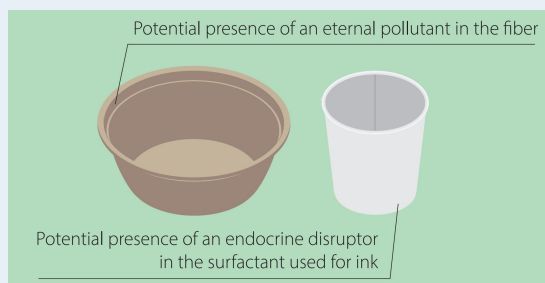 Potential presence of an eternal pollutant in the fiber
Potential presence of an endocrine disruptor
in the surfactant used for ink